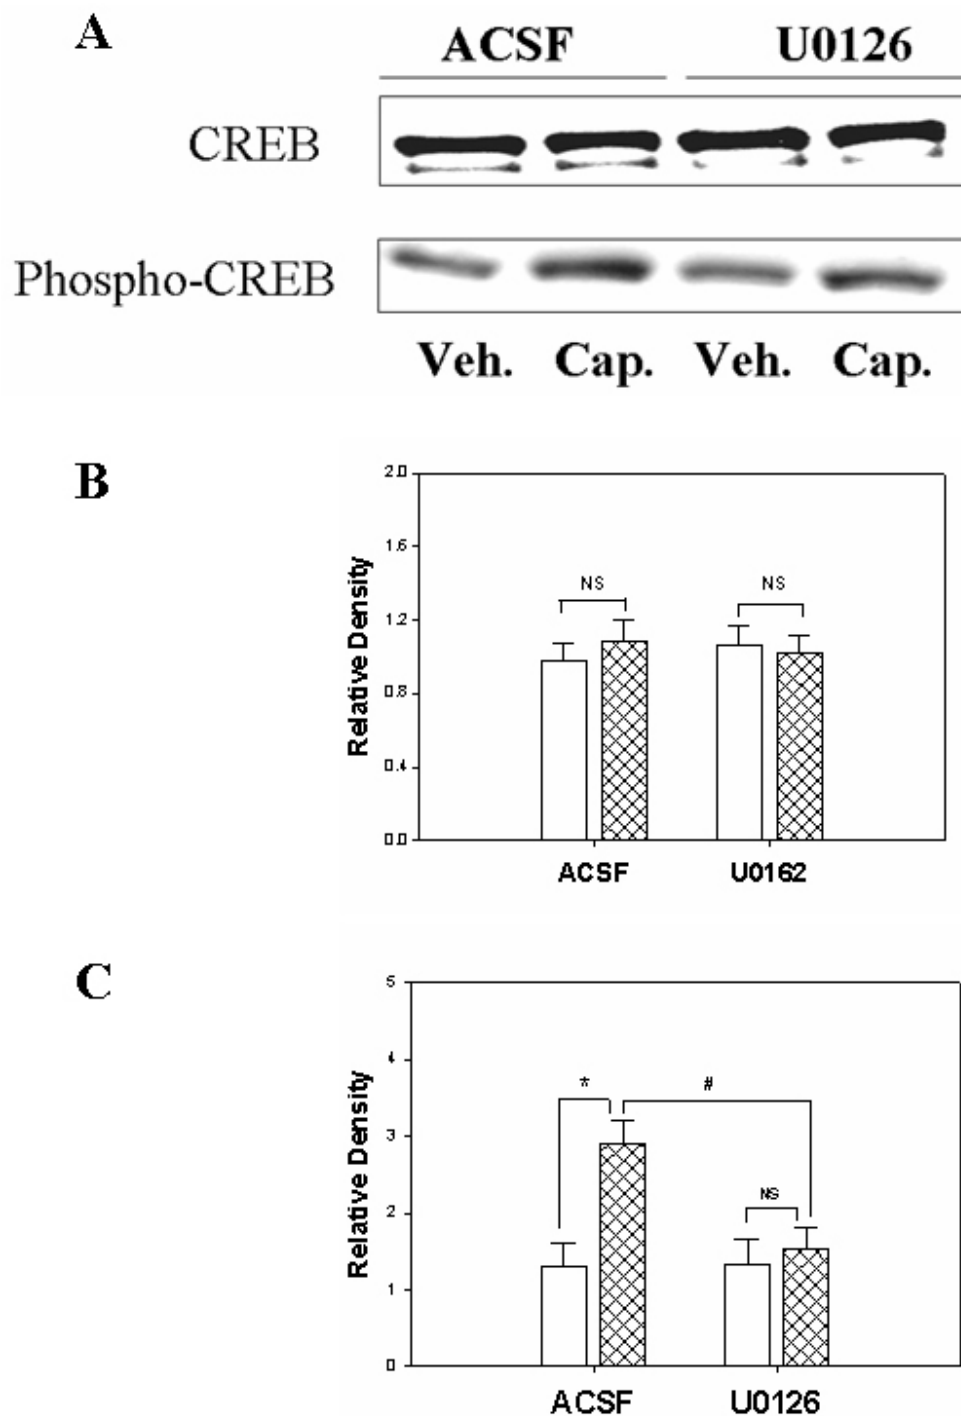 A
ACSF U0126
CREB
Phospho-CREB
Veh. Cap. Veh. Cap.
B
2.0
1.6
1.2
0.8
0.4
0.0
Relative Density
NS NS
ACSF U0162
C
5
4
3
2
1
0
Relative Density
* #
NS
ACSF U0126